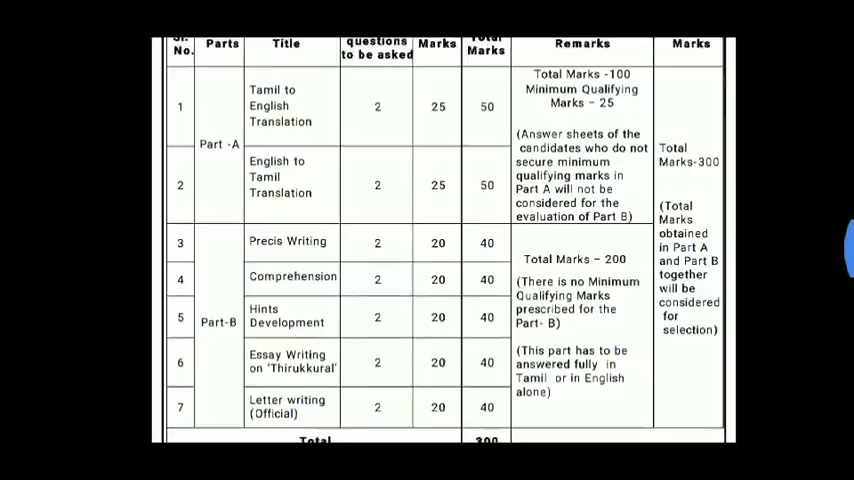 Sr. No. Parts Title questions to be asked Marks Total Marks Remarks Marks
1 Part -A Tamil to English Translation 2 25 50
Total Marks -100
Minimum Qualifying
Marks – 25
(Answer sheets of the
candidates who do not
secure minimum
qualifying marks in
Part A will not be
considered for the
evaluation of Part B)
2 English to Tamil Translation 2 25 50
3 Part-B Precis Writing 2 20 40
4 Comprehension 2 20 40
5 Hints Development 2 20 40
6 Essay Writing on 'Thirukkural' 2 20 40
7 Letter writing (Official) 2 20 40
Total Marks – 200
(There is no Minimum
Qualifying Marks
prescribed for the
Part- B)
(This part has to be
answered fully in
Tamil or in English
alone)
Total
Marks-300
(Total
Marks
obtained
in Part A
and Part B
together
will be
considered
for
selection)
Total 300